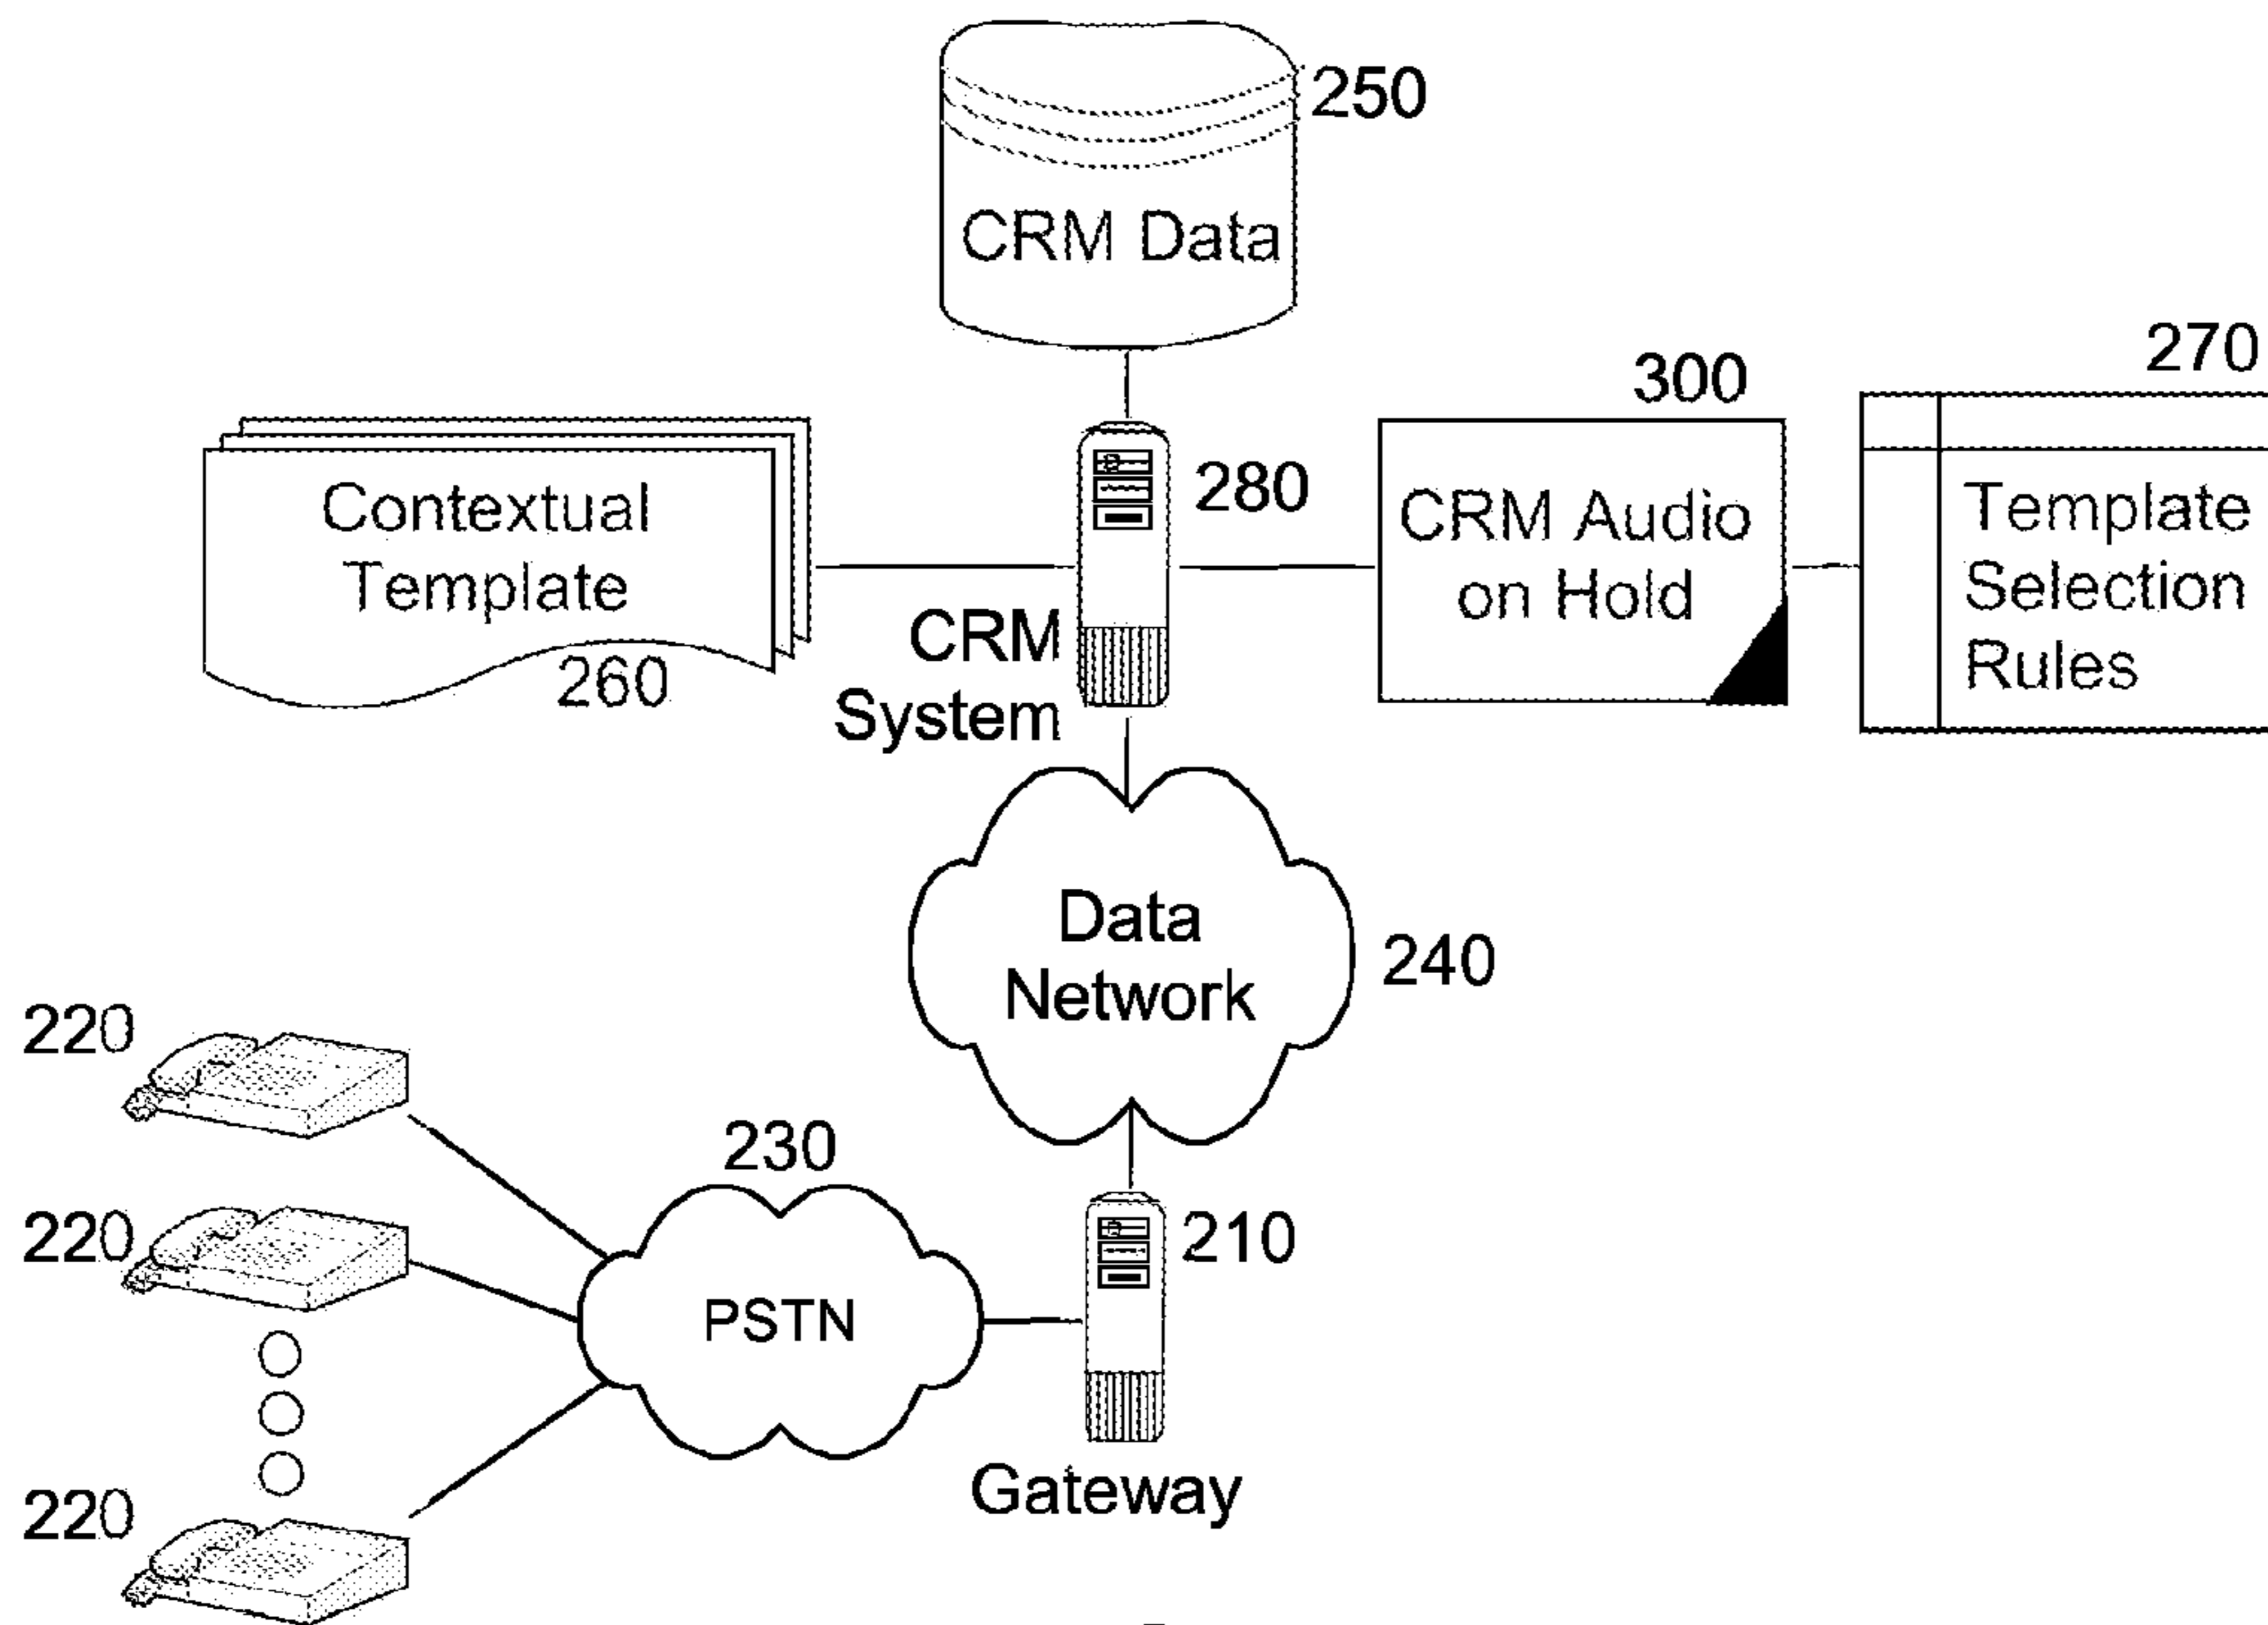 250
CRM Data
270
300
Contextual
Template
260
280
CRM
System
CRM Audio
on Hold
Template
Selection
Rules
Data
Network
240
220
220
220
230
PSTN
210
Gateway